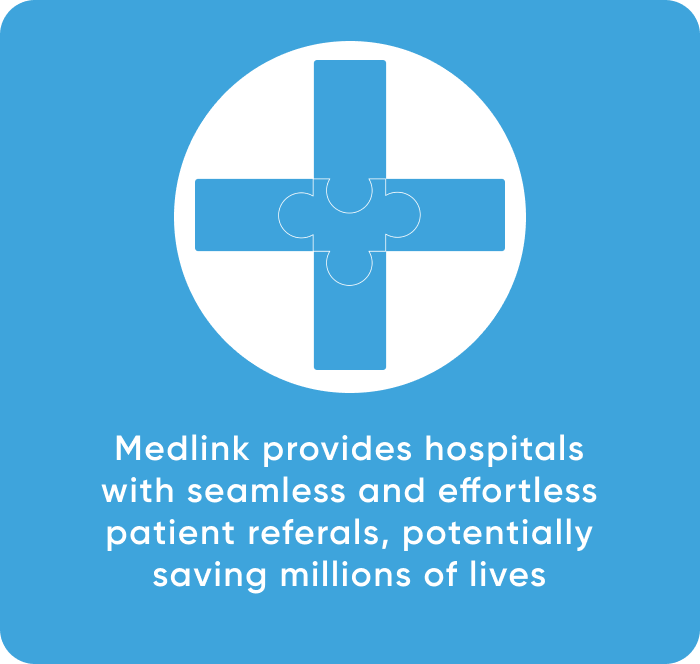 Medlink provides hospitals
with seamless and effortless
patient referals, potentially
saving millions of lives